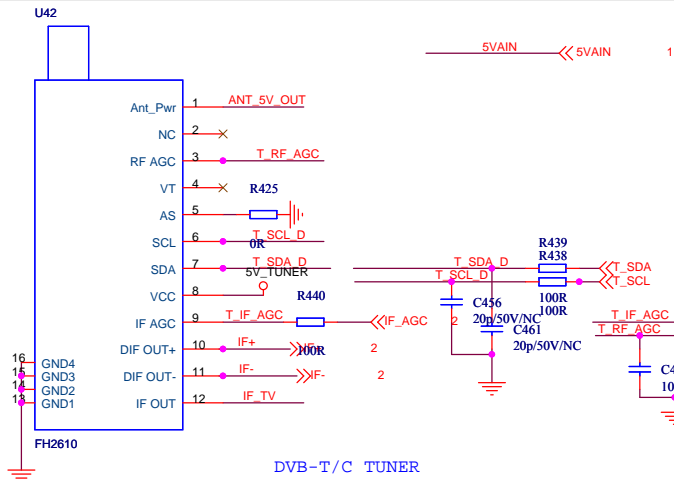 U42
5VAIN
5VAIN
1
Ant_Pwr 1 ANT_5V_OUT
NC 2
RF AGC 3 T_RF_AGC
VT 4
R425
AS 5
SCL 6 T_SCL_D
0R
SDA 7 T_SDA_D
5V_TUNER
VCC 8
R440
IF AGC 9 T_IF_AGC
IF_AGC 2
DIF OUT+ 10 IF+
100R
2
DIF OUT- 11 IF-
IF- 2
IF OUT 12 IF_TV
16 GND4
15 GND3
14 GND2
13 GND1
FH2610
R439
R438
T_SDA_D
T_SDA
T_SCL_D
T_SCL
100R
100R
C456
20p/50V/NC
C461
20p/50V/NC
T_IF_AGC
T_RF_AGC
C4
10
DVB-T/C TUNER